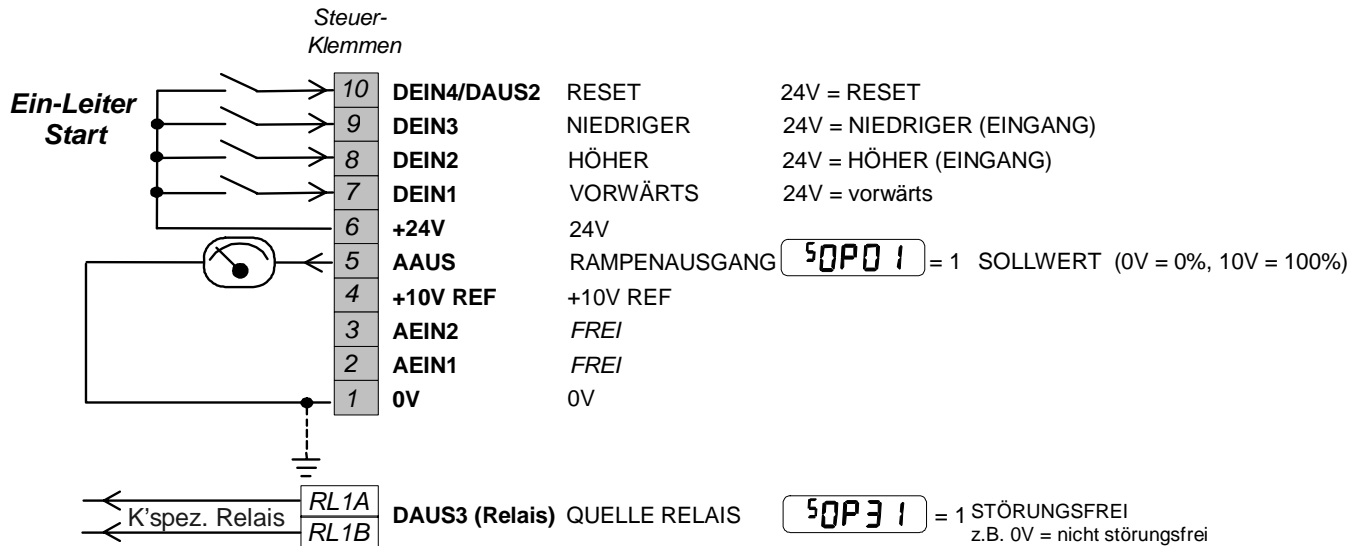 Steuer-
Klemmen
Ein-Leiter
Start
10 DEIN4/DAUS2 RESET 24V = RESET
9 DEIN3 NIEDRIGER 24V = NIEDRIGER (EINGANG)
8 DEIN2 HÖHER 24V = HÖHER (EINGANG)
7 DEIN1 VORWÄRTS 24V = vorwärts
6 +24V 24V
5 AAUS RAMPENAUSGANG SOP01 = 1 SOLLWERT (0V = 0%, 10V = 100%)
4 +10V REF +10V REF
3 AEIN2 FREI
2 AEIN1 FREI
1 0V 0V
K'spez. Relais
RL1A
RL1B
DAUS3 (Relais) QUELLE RELAIS SOP31 = 1 STÖRUNGSFREI
z.B. 0V = nicht störungsfrei